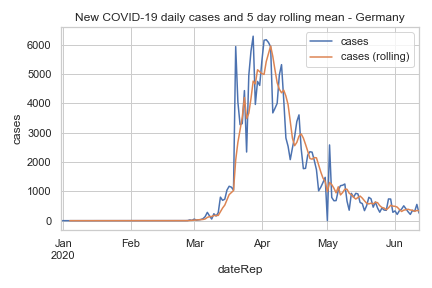 New COVID-19 daily cases and 5 day rolling mean - Germany
cases
cases (rolling)
6000
5000
4000
3000
2000
1000
0
cases
Jan Feb Mar Apr May Jun
2020
dateRep